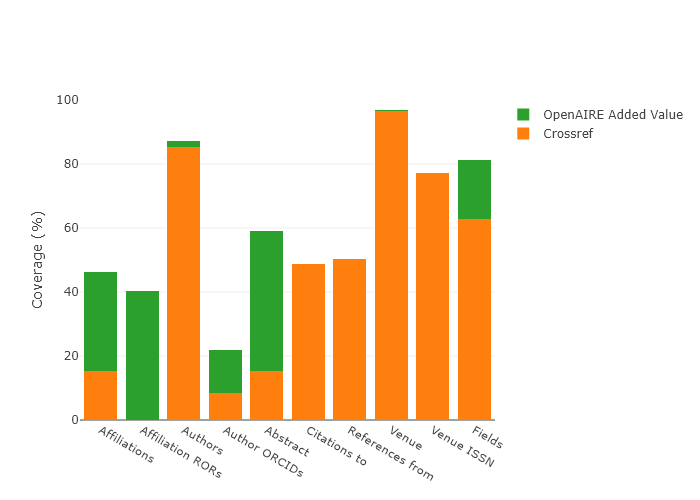 OpenAIRE Added Value
Crossref
Coverage (%)
100
80
60
40
20
0
Affiliations
Affiliation RORs
Authors
Author ORCIDs
Abstract
Citations to
References from
Venue
Venue ISSN
Fields